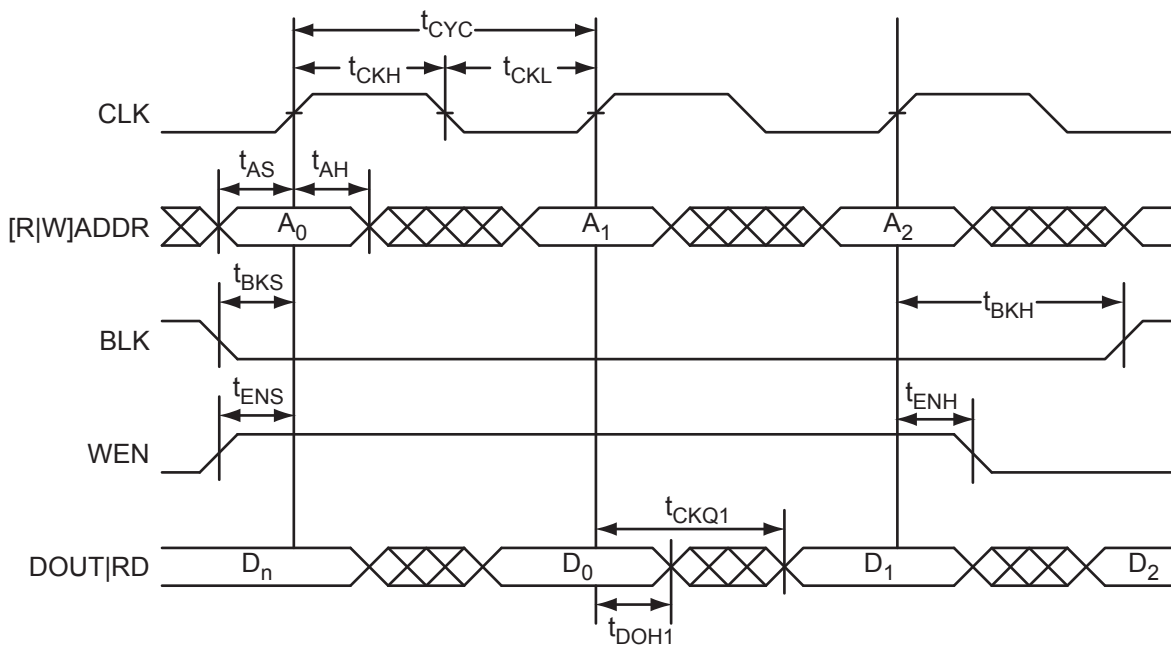 tCYC
tCKH tCKL
CLK
tAS tAH
[R|W]ADDR A0 A1 A2
tBKS tBKH
BLK
tENS tENH
WEN
tCKQ1
DOUT|RD Dn D0 D1 D2
tDOH1